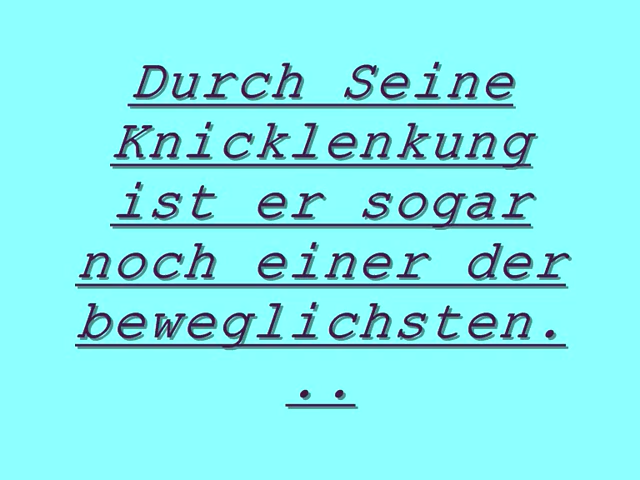 Durch Seine
Knicklenkung
ist er sogar
noch einer der
beweglichsten.
..